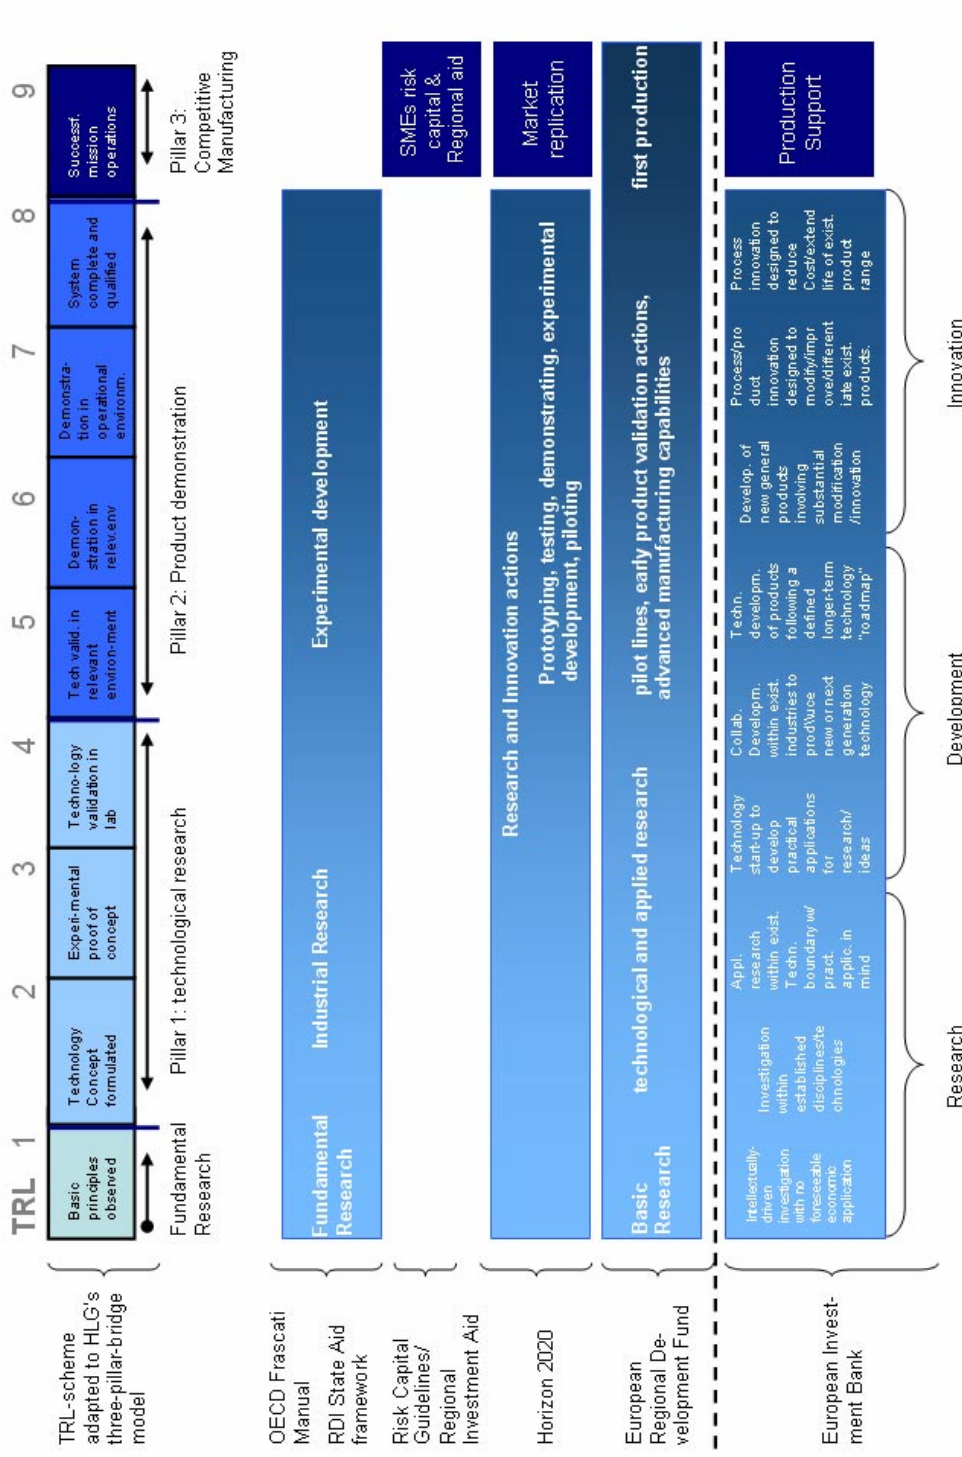 TRL 1 2 3 4 5 6 7 8 9
TRL-scheme
adapted to HLG's
three-pillar-bridge
model
Basic
principles
observed
Technology
Concept
formulated
Experi-mental
proof of
concept
Techno-logy
validation in
lab
Tech valid. in
relevant
environ-ment
Demon-
stration in
relev.env
Demonstra-
tion in
operational
environm.
System
complete and
qualified
Successf.
mission
operations
Fundamental
Research
Pillar 1: technological research
Pillar 2: Product demonstration
Pillar 3:
Competitive
Manufacturing
OECD Frascati
Manual
RDI State Aid
framework
Fundamental
Research
Industrial Research
Experimental development
Risk Capital
Guidelines/
Regional
Investment Aid
SMEs risk
capital &
Regional aid
Horizon 2020
Research and Innovation actions
Prototyping, testing, demonstrating, experimental
development, piloting
Market
replication
European
Regional De-
velopment Fund
Basic
Research
technological and applied research
pilot lines, early product validation actions,
advanced manufacturing capabilities
first production
European Invest-
ment Bank
Intellectually-
driven
investigation
with no
foreseeable
economic
application
Investigation
within
established
disciplines/te
chnologies
Appl.
research
within exist.
Techn.
boundary w/
pract.
applic. in
mind
Technology
start-up to
develop
practical
applications
for
research/
ideas
Collab.
Developm.
within exist.
industries to
prod\uce
new or next
generation
technology
Techn.
developm.
of products
following a
defined
longer-term
technology
"roadmap"
Develop. of
new general
products
involving
substantial
modification
/innovation
Process/pro
duct
innovation
designed to
modify/impr
ove/different
iate exist.
products.
Process
innovation
designed to
reduce
Cost/extend
life of exist.
product
range
Production
Support
Research
Development
Innovation